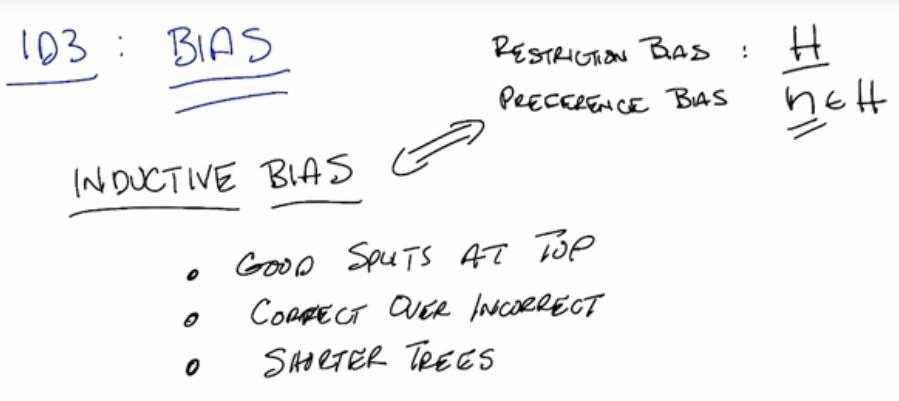 ID3 : BIAS
RESTRICTION BIAS : H
PREFERENCE BIAS h ∈ H
INDUCTIVE BIAS
• GOOD SPLITS AT TOP
• CORRECT OVER INCORRECT
• SHORTER TREES